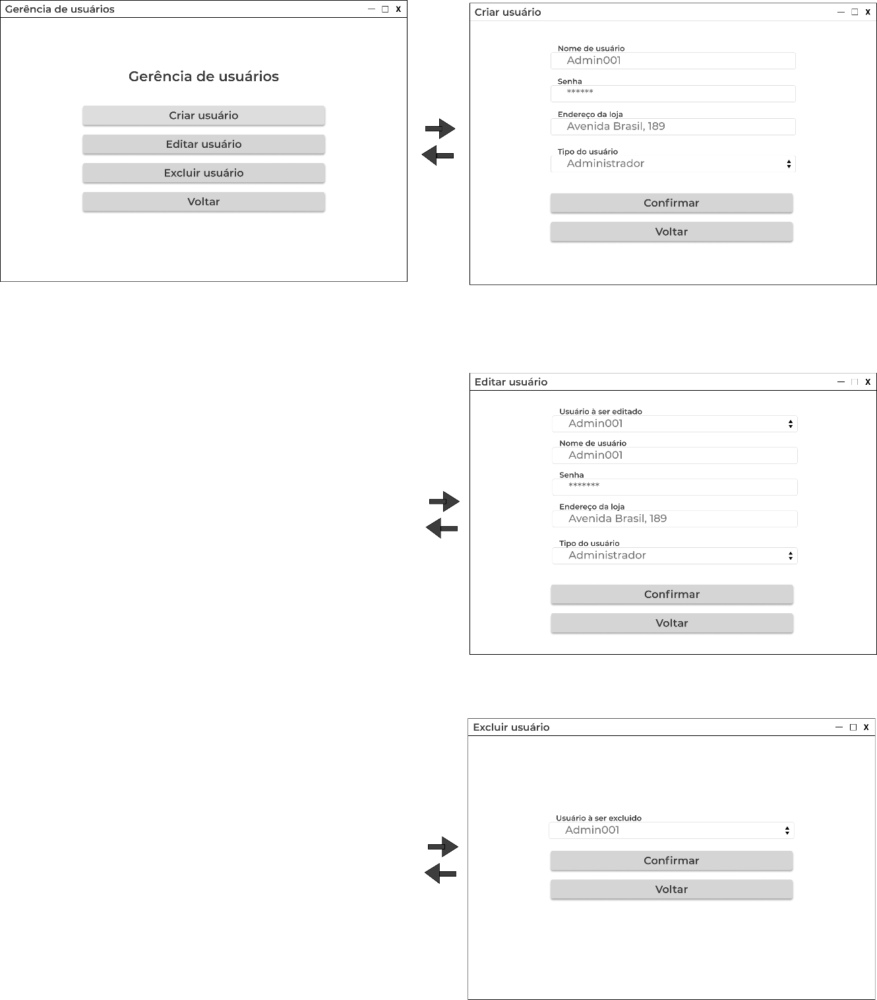 Gerência de usuários
X
Gerência de usuários
Criar usuário
Editar usuário
Excluir usuário
Voltar
Criar usuário
X
Nome de usuário
Admin001
Senha
******
Endereço da loja
Avenida Brasil, 189
Tipo do usuário
Administrador
Confirmar
Voltar
Editar usuário
X
Usuário à ser editado
Admin001
Nome de usuário
Admin001
Senha
*******
Endereço da loja
Avenida Brasil, 189
Tipo do usuário
Administrador
Confirmar
Voltar
Excluir usuário
X
Usuário à ser excluido
Admin001
Confirmar
Voltar